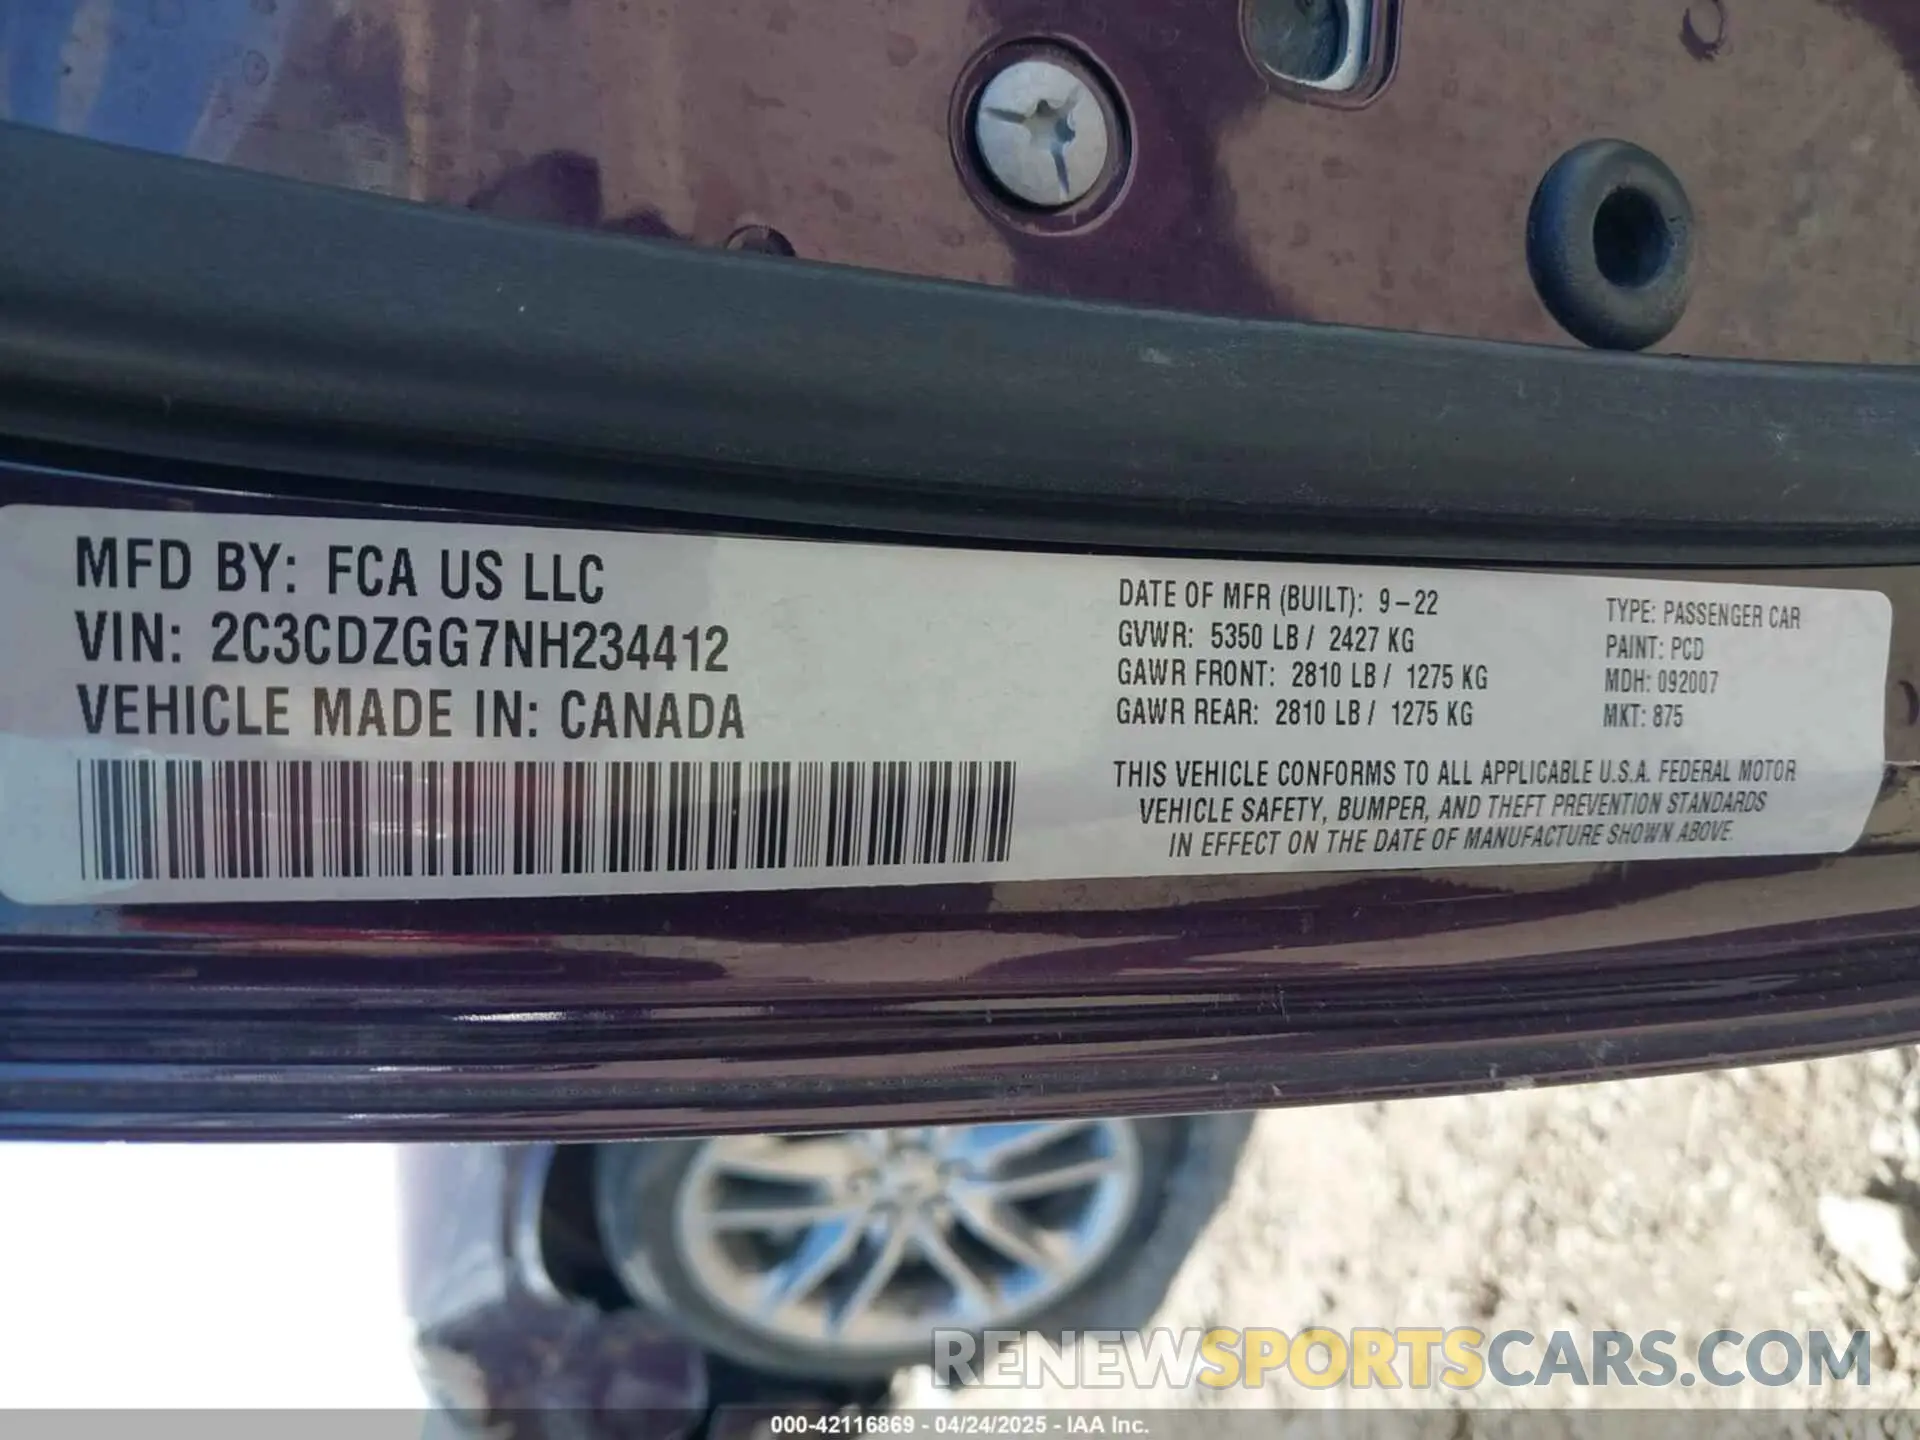 MFD BY: FCA US LLC
VIN: 2C3CDZGG7NH234412
VEHICLE MADE IN: CANADA
DATE OF MFR (BUILT): 9-22
GVWR: 5350 LB / 2427 KG
GAWR FRONT: 2810 LB / 1275 KG
GAWR REAR: 2810 LB / 1275 KG
TYPE: PASSENGER CAR
PAINT: PCD
MDH: 092007
MKT: 875
THIS VEHICLE CONFORMS TO ALL APPLICABLE U.S.A. FEDERAL MOTOR
VEHICLE SAFETY, BUMPER, AND THEFT PREVENTION STANDARDS
IN EFFECT ON THE DATE OF MANUFACTURE SHOWN ABOVE.
RENEWSPORTSCARS.COM
000-42116869 - 04/24/2025 - IAA Inc.